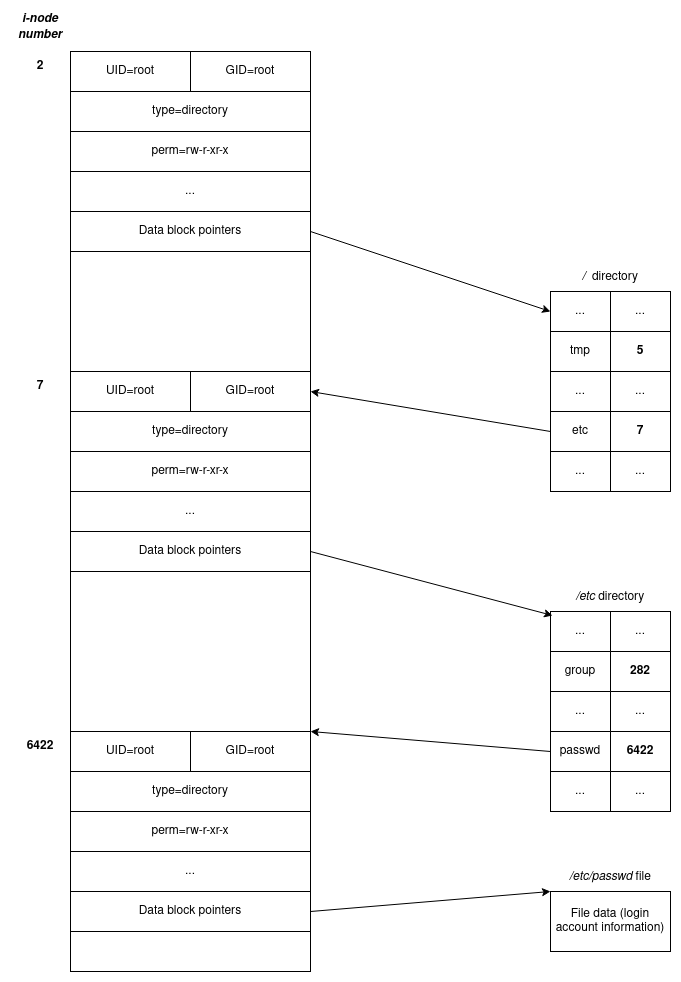 i-node
number
2
UID=root GID=root
type=directory
perm=rw-r-xr-x
...
Data block pointers
/ directory
... ...
tmp 5
... ...
etc 7
... ...
7
UID=root GID=root
type=directory
perm=rw-r-xr-x
...
Data block pointers
/etc directory
... ...
group 282
... ...
passwd 6422
... ...
6422
UID=root GID=root
type=directory
perm=rw-r-xr-x
...
Data block pointers
/etc/passwd file
File data (login
account information)